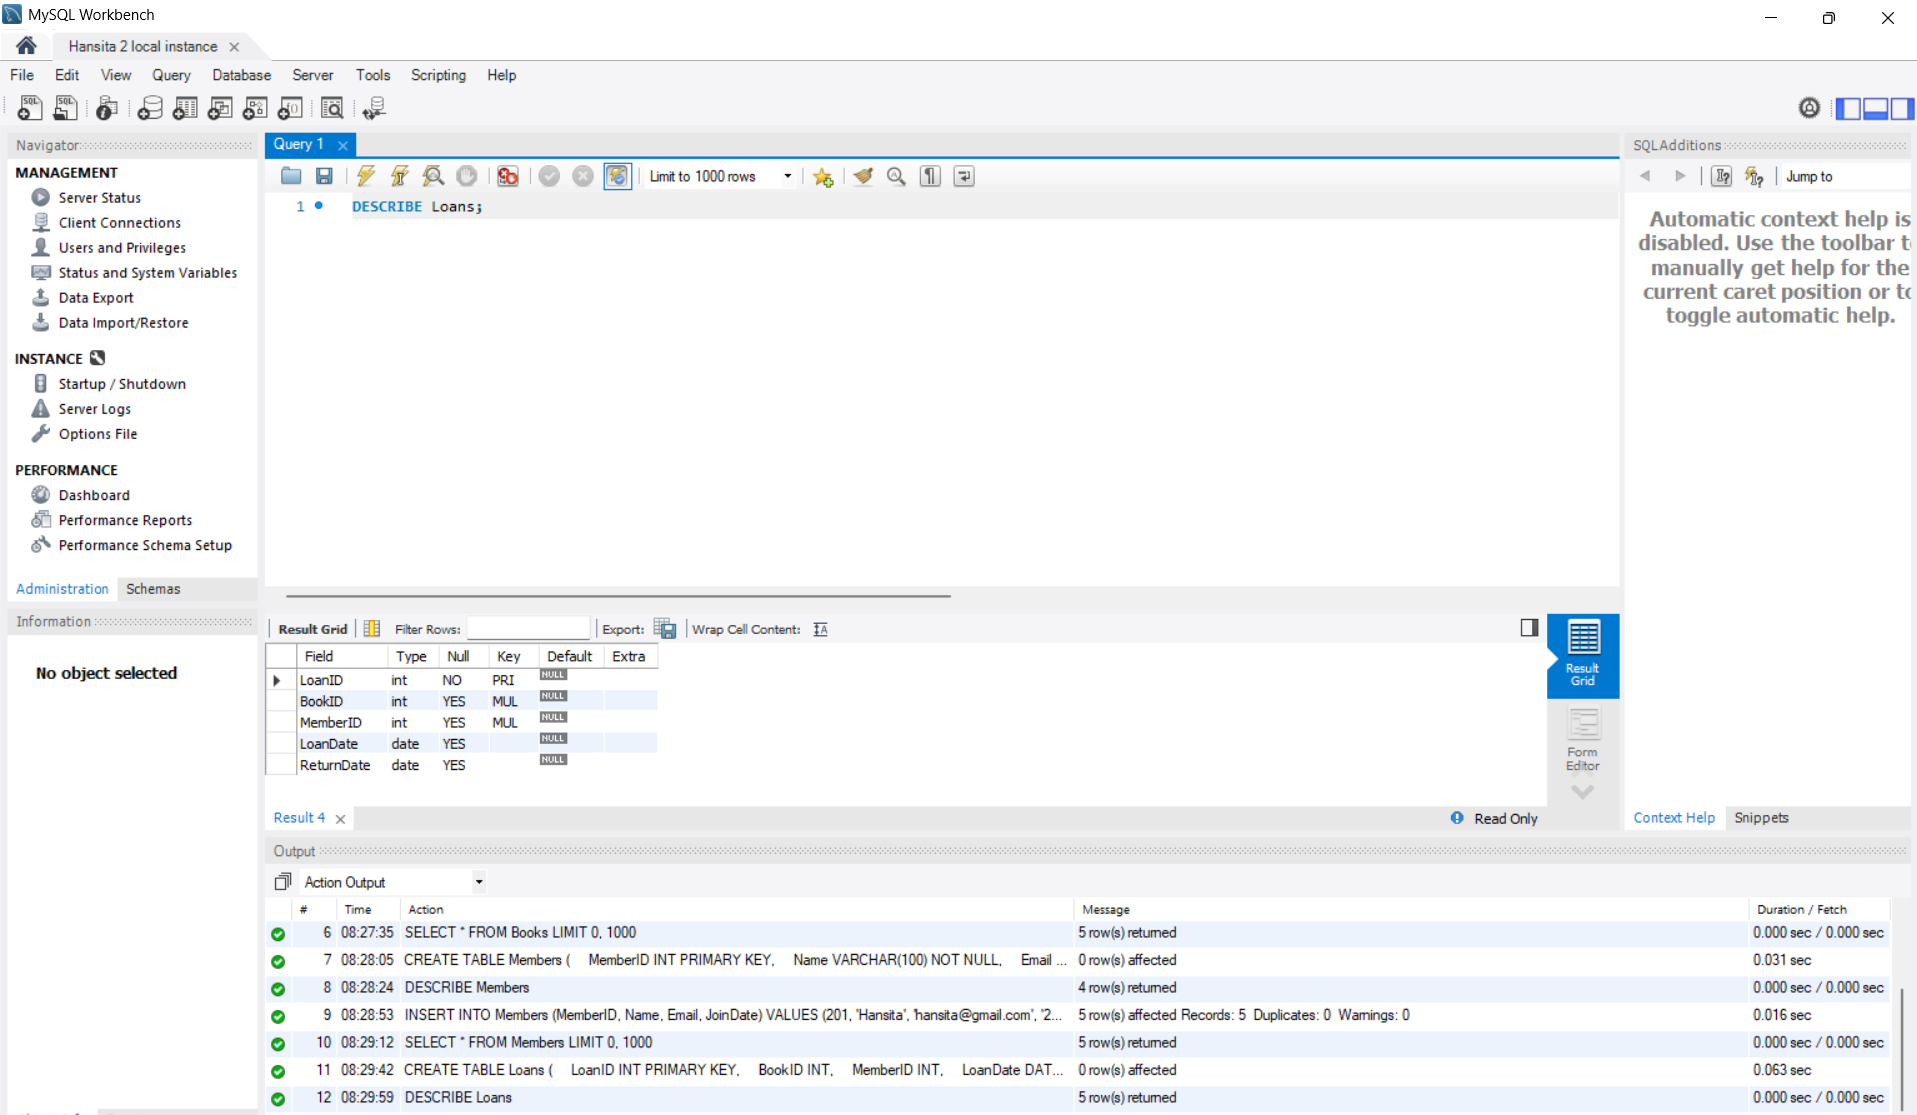 MySQL Workbench
Hansita 2 local instance
File Edit View Query Database Server Tools Scripting Help
Navigator
MANAGEMENT
Server Status
Client Connections
Users and Privileges
Status and System Variables
Data Export
Data Import/Restore
INSTANCE
Startup / Shutdown
Server Logs
Options File
PERFORMANCE
Dashboard
Performance Reports
Performance Schema Setup
Administration Schemas
Information
No object selected
Query 1
Limit to 1000 rows
1 DESCRIBE Loans;
Result Grid Filter Rows: Export: Wrap Cell Content:
Field Type Null Key Default Extra
LoanID int NO PRI NULL
BookID int YES MUL NULL
MemberID int YES MUL NULL
LoanDate date YES NULL
ReturnDate date YES NULL
Result
Grid
Form
Editor
Result 4
Read Only
SQLAdditions
Jump to
Automatic context help is
disabled. Use the toolbar
manually get help for the
current caret position or
toggle automatic help.
Context Help Snippets
Output
Action Output
# Time Action Message Duration / Fetch
6 08:27:35 SELECT * FROM Books LIMIT 0, 1000 5 row(s) returned 0.000 sec / 0.000 sec
7 08:28:05 CREATE TABLE Members ( MemberID INT PRIMARY KEY, Name VARCHAR(100) NOT NULL, Email ... 0 row(s) affected 0.031 sec
8 08:28:24 DESCRIBE Members 4 row(s) returned 0.000 sec / 0.000 sec
9 08:28:53 INSERT INTO Members (MemberID, Name, Email, JoinDate) VALUES (201, 'Hansita', 'hansita@gmail.com', '2... 5 row(s) affected Records: 5 Duplicates: 0 Warnings: 0 0.016 sec
10 08:29:12 SELECT * FROM Members LIMIT 0, 1000 5 row(s) returned 0.000 sec / 0.000 sec
11 08:29:42 CREATE TABLE Loans ( LoanID INT PRIMARY KEY, BookID INT, MemberID INT, LoanDate DAT... 0 row(s) affected 0.063 sec
12 08:29:59 DESCRIBE Loans 5 row(s) returned 0.000 sec / 0.000 sec